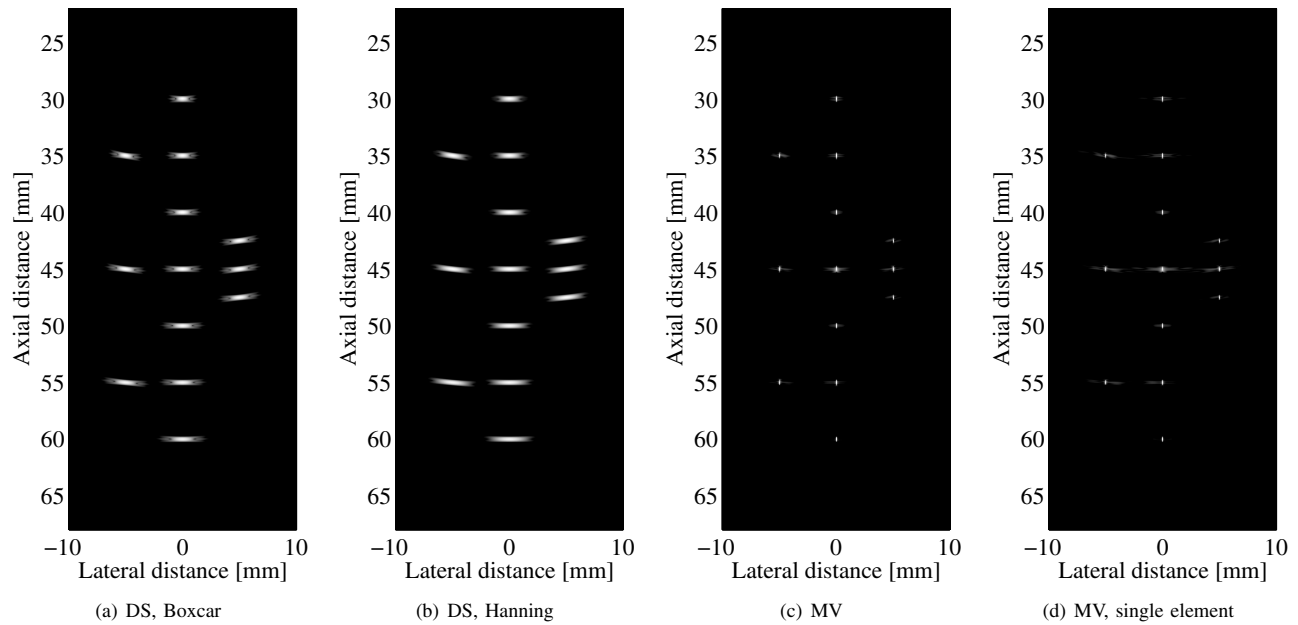 25
30
35
40
45
50
55
60
65
Axial distance [mm]
−10 0 10
Lateral distance [mm]
(a) DS, Boxcar
25
30
35
40
45
50
55
60
65
Axial distance [mm]
−10 0 10
Lateral distance [mm]
(b) DS, Hanning
25
30
35
40
45
50
55
60
65
Axial distance [mm]
−10 0 10
Lateral distance [mm]
(c) MV
25
30
35
40
45
50
55
60
65
Axial distance [mm]
−10 0 10
Lateral distance [mm]
(d) MV, single element